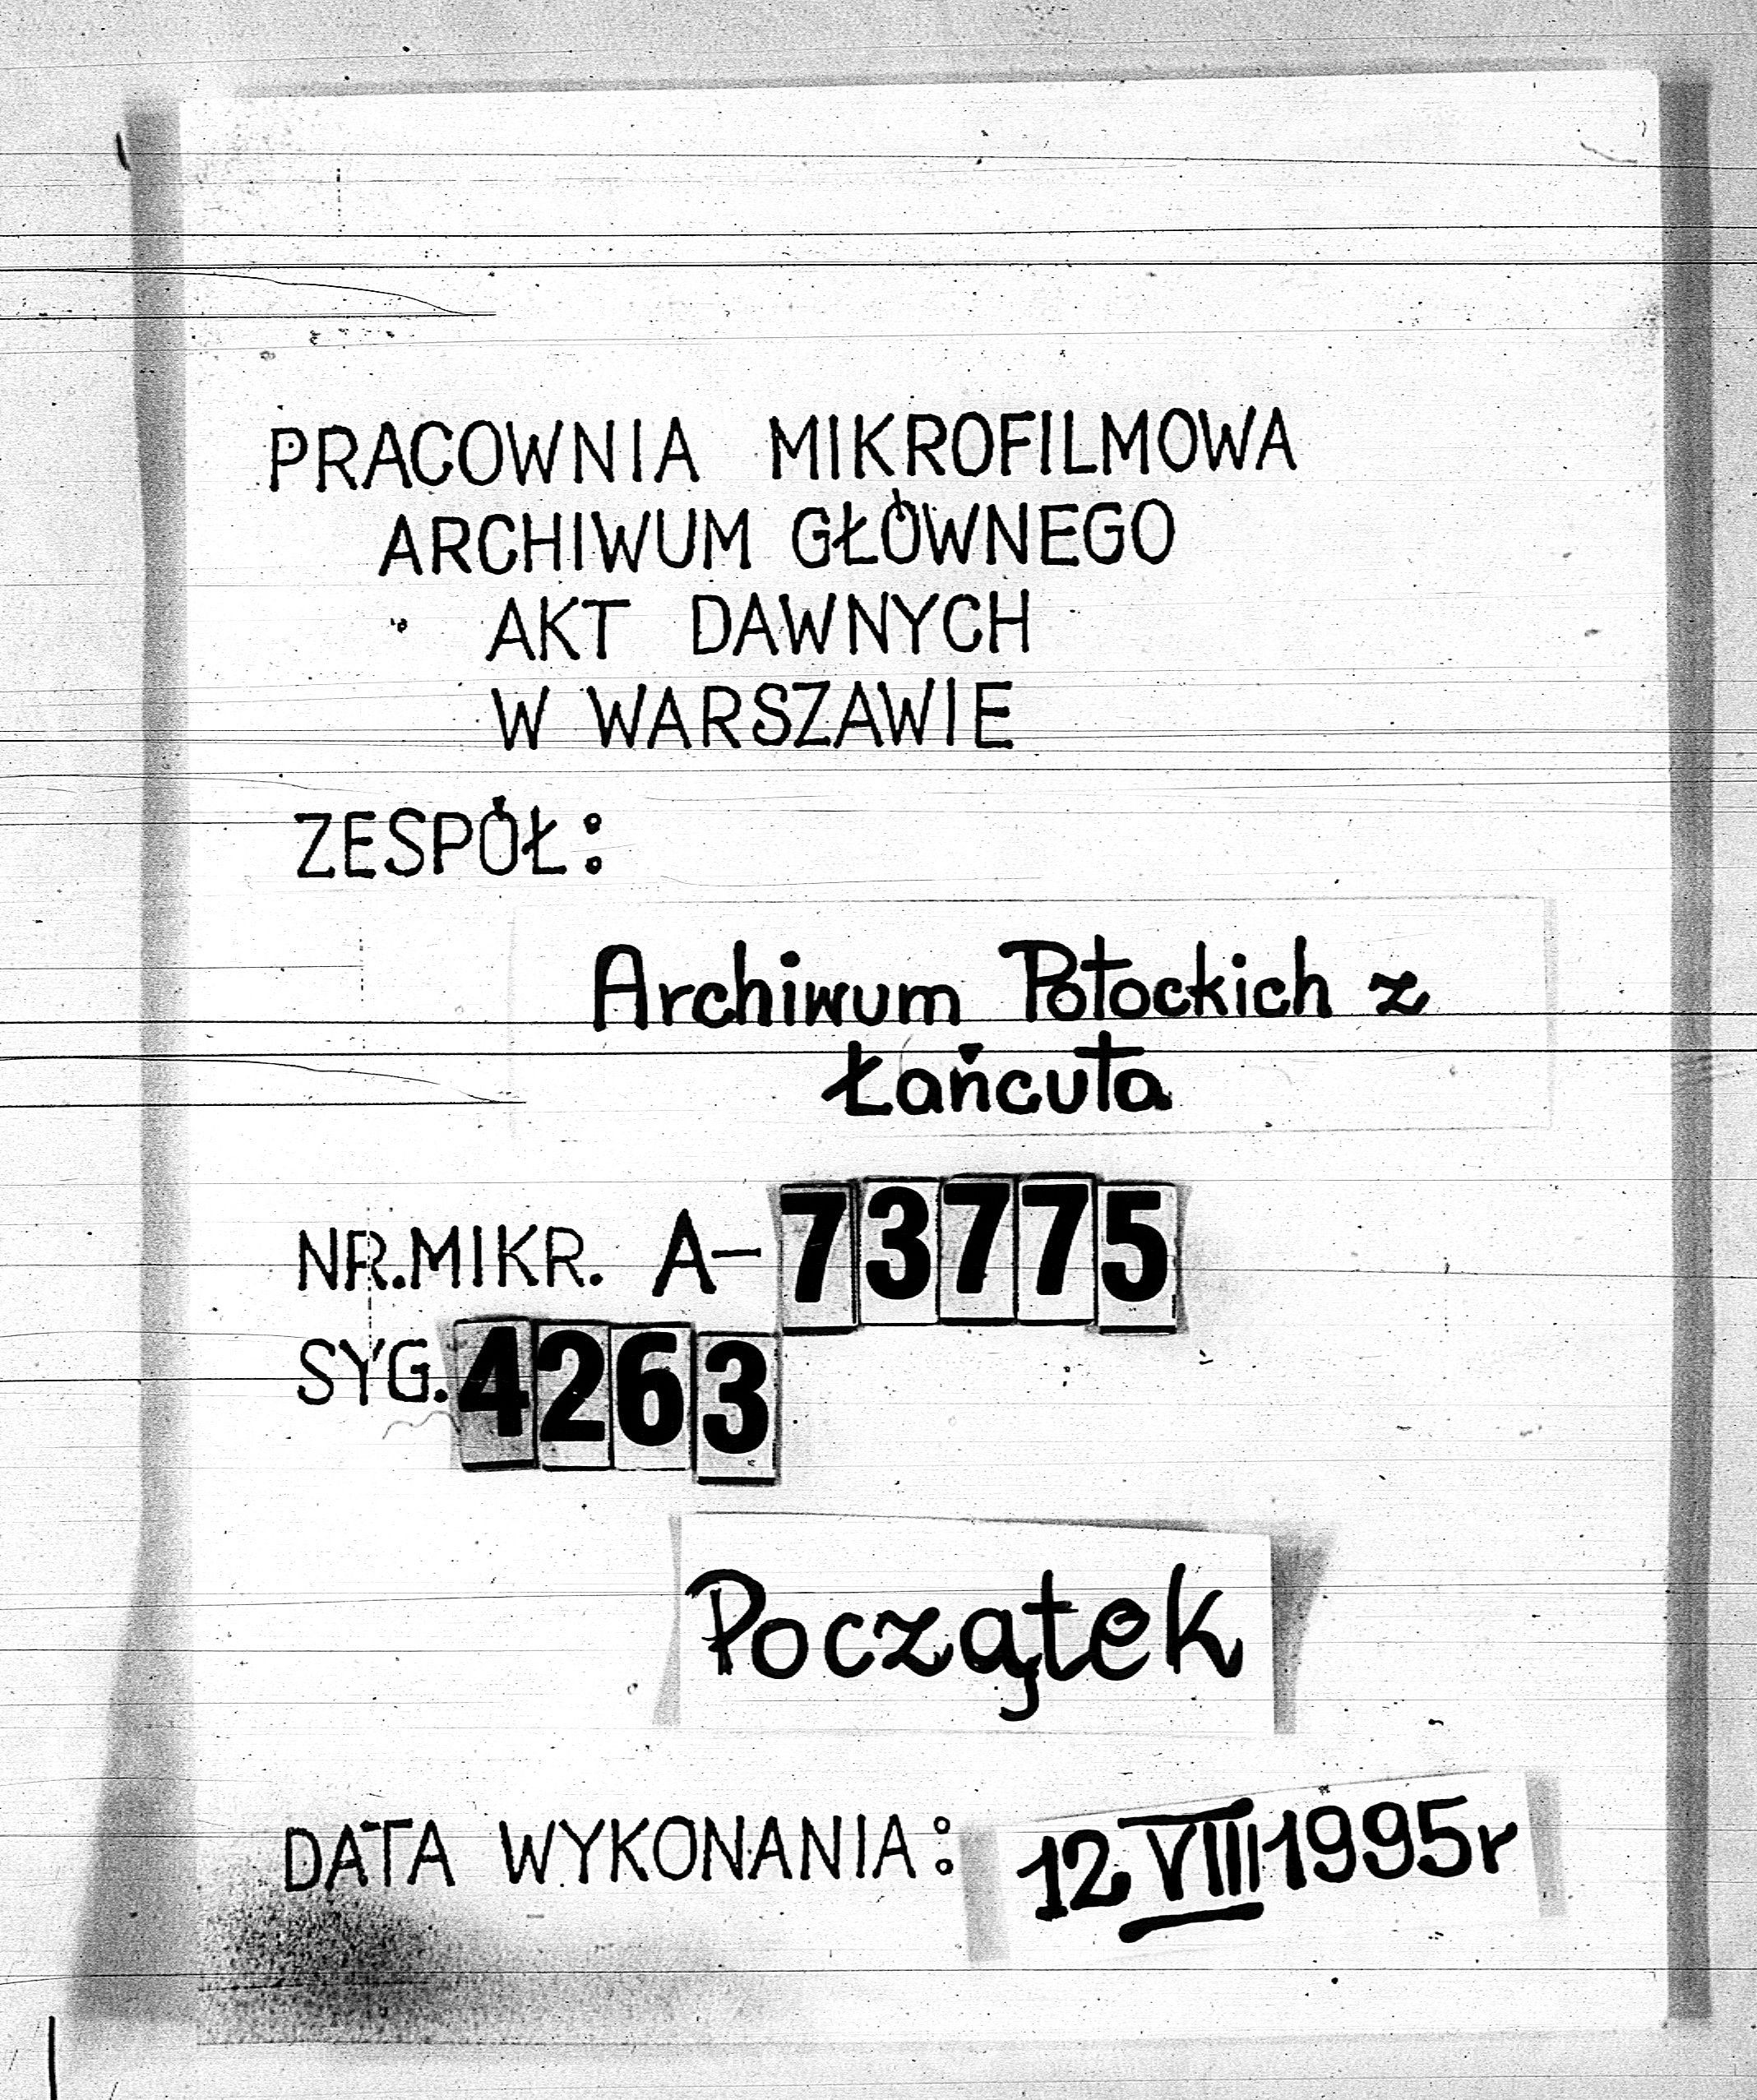 PRACOWNIA MIKROFILMOWA
ARCHIWUM GŁÓWNEGO
AKT DAWNYCH
W WARSZAWIE
ZESPÓŁ:
Archiwum Potockich z
Łańcuta
NR.MIKR. A-73775
SYG. 4263
Początek
DATA WYKONANIA: 12 VIII 1995r